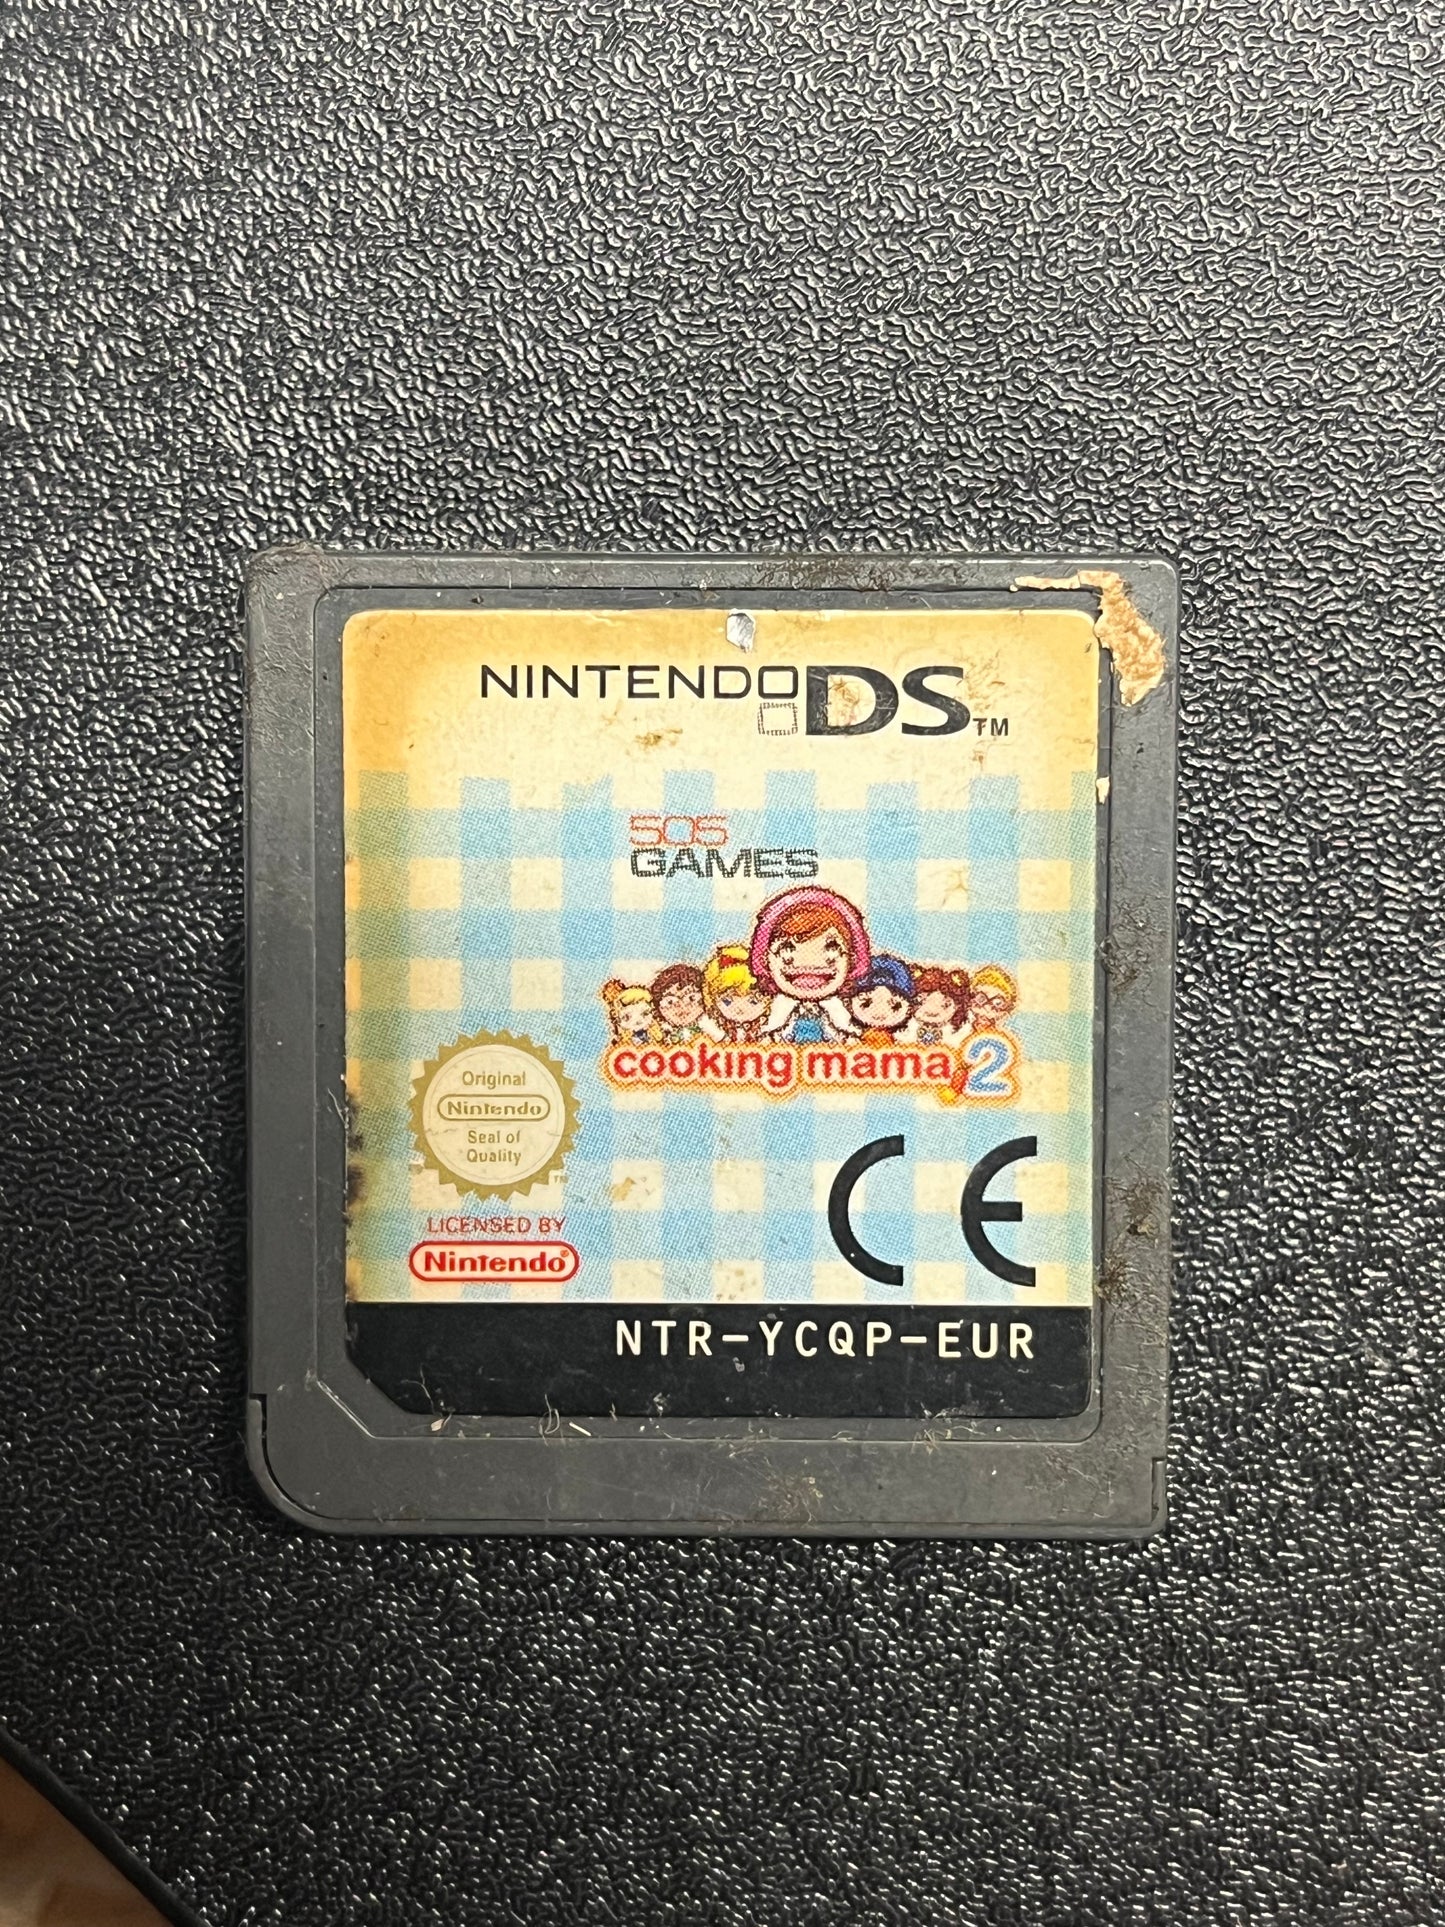 NINTENDO DS TM
505
GAMES
cooking mama 2
Original
Nintendo
Seal of
Quality
TM
LICENSED BY
Nintendo®
CE
NTR-YCQP-EUR